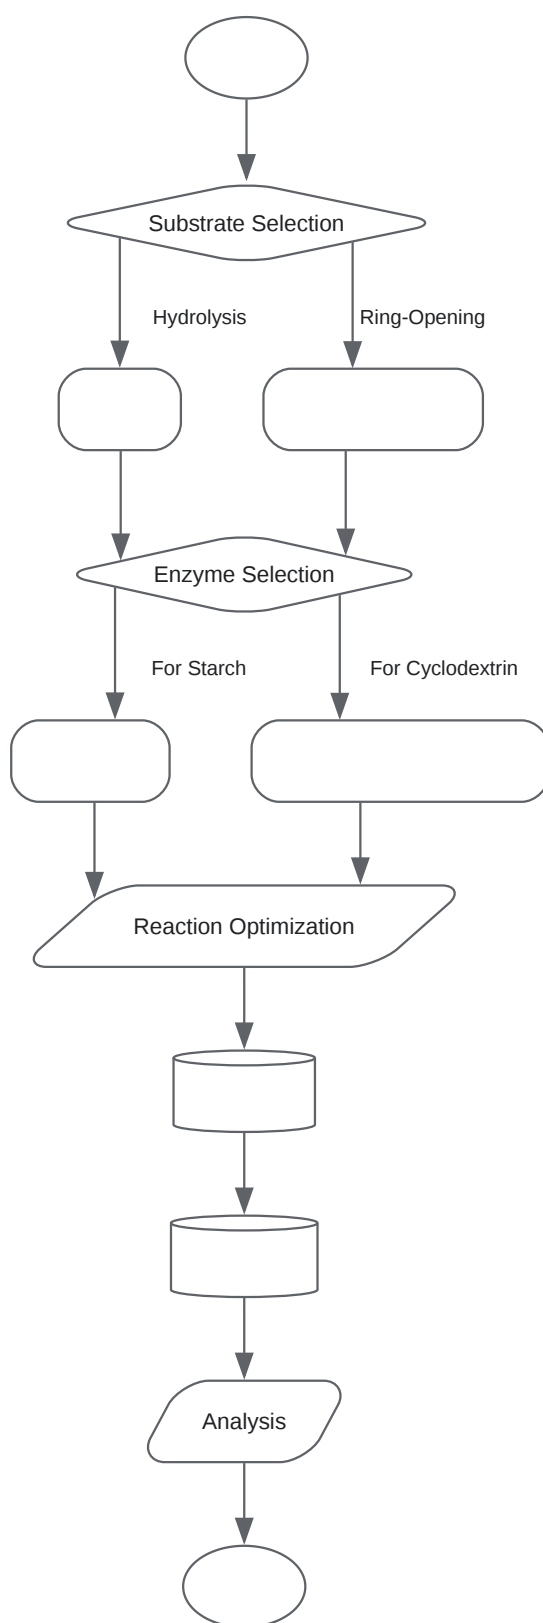 Substrate Selection
Hydrolysis
Ring-Opening
Enzyme Selection
For Starch
For Cyclodextrin
Reaction Optimization
Analysis